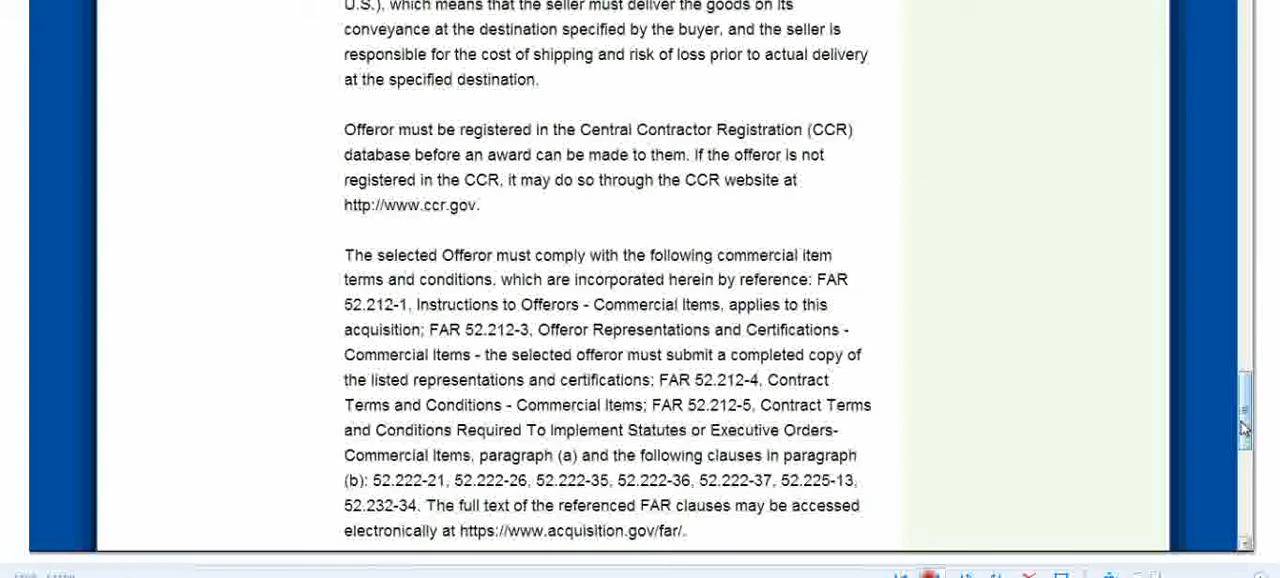 U.S.), which means that the seller must deliver the goods on its
conveyance at the destination specified by the buyer, and the seller is
responsible for the cost of shipping and risk of loss prior to actual delivery
at the specified destination.
Offeror must be registered in the Central Contractor Registration (CCR)
database before an award can be made to them. If the offeror is not
registered in the CCR, it may do so through the CCR website at
http://www.ccr.gov.
The selected Offeror must comply with the following commercial item
terms and conditions, which are incorporated herein by reference: FAR
52.212-1, Instructions to Offerors - Commercial Items, applies to this
acquisition; FAR 52.212-3, Offeror Representations and Certifications -
Commercial Items - the selected offeror must submit a completed copy of
the listed representations and certifications; FAR 52.212-4, Contract
Terms and Conditions - Commercial Items; FAR 52.212-5, Contract Terms
and Conditions Required To Implement Statutes or Executive Orders-
Commercial Items, paragraph (a) and the following clauses in paragraph
(b): 52.222-21, 52.222-26, 52.222-35, 52.222-36, 52.222-37, 52.225-13,
52.232-34. The full text of the referenced FAR clauses may be accessed
electronically at https://www.acquisition.gov/far/.